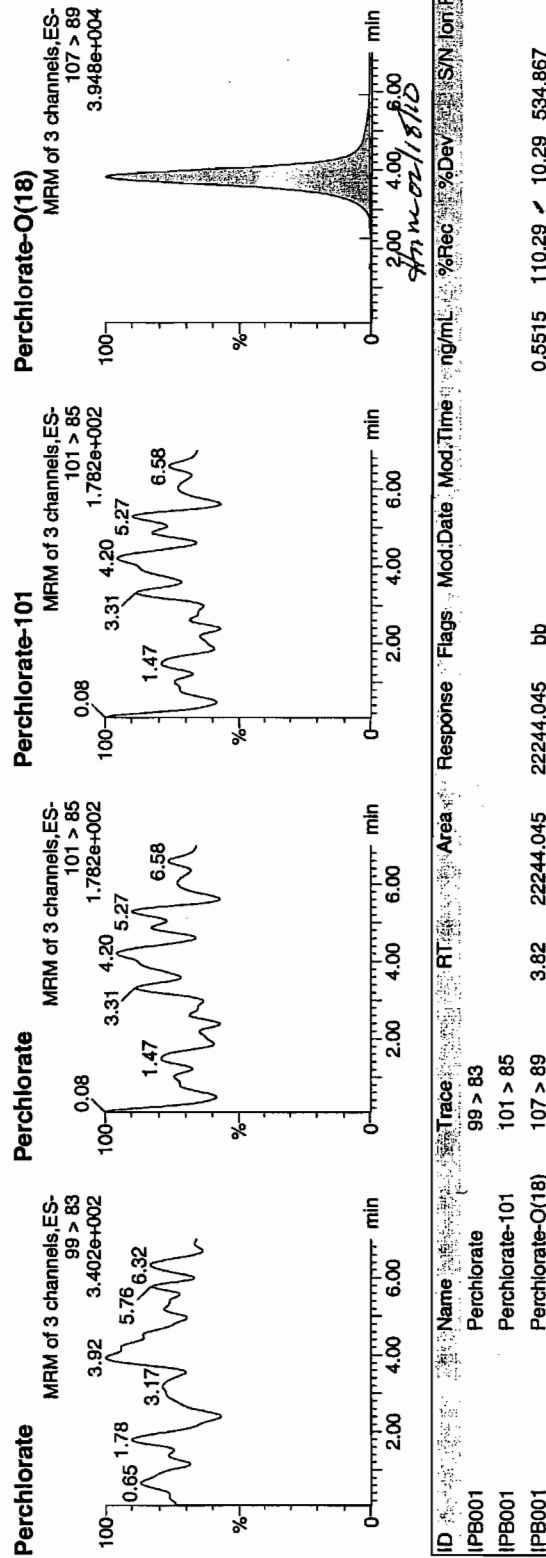 Perchlorate
MRM of 3 channels,ES-
99 > 83
3.402e+002
100
%
0
0.65
1.78
3.17
3.92
5.76
6.32
2.00
4.00
6.00
min
Perchlorate
MRM of 3 channels,ES-
101 > 85
1.782e+002
100
%
0
0.08
1.47
3.31
4.20
5.27
6.58
2.00
4.00
6.00
min
Perchlorate-101
MRM of 3 channels,ES-
101 > 85
1.782e+002
100
%
0
0.08
1.47
3.31
4.20
5.27
6.58
2.00
4.00
6.00
min
Perchlorate-O(18)
MRM of 3 channels,ES-
107 > 89
3.948e+004
100
%
0
2.00
4.00
6.00
min
02/18/10
ID Name Trace RT Area Response Flags Mod.Date Mod.Time ng/mL %Rec %Dev S/N Ion
IPB001 Perchlorate 99 > 83
IPB001 Perchlorate-101 101 > 85
IPB001 Perchlorate-O(18) 107 > 89 3.82 22244.045 22244.045 bb 0.5515 110.29 10.29 534.867